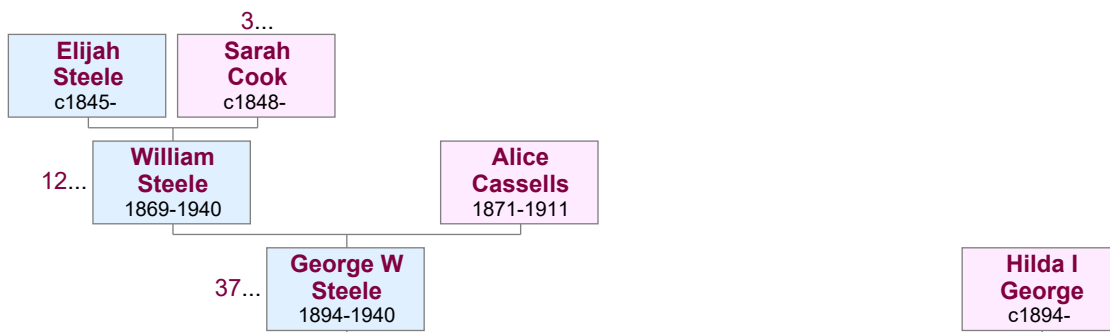 3...
Elijah
Steele
c1845-
Sarah
Cook
c1848-
12...
William
Steele
1869-1940
Alice
Cassells
1871-1911
37...
George W
Steele
1894-1940
Hilda I
George
c1894-